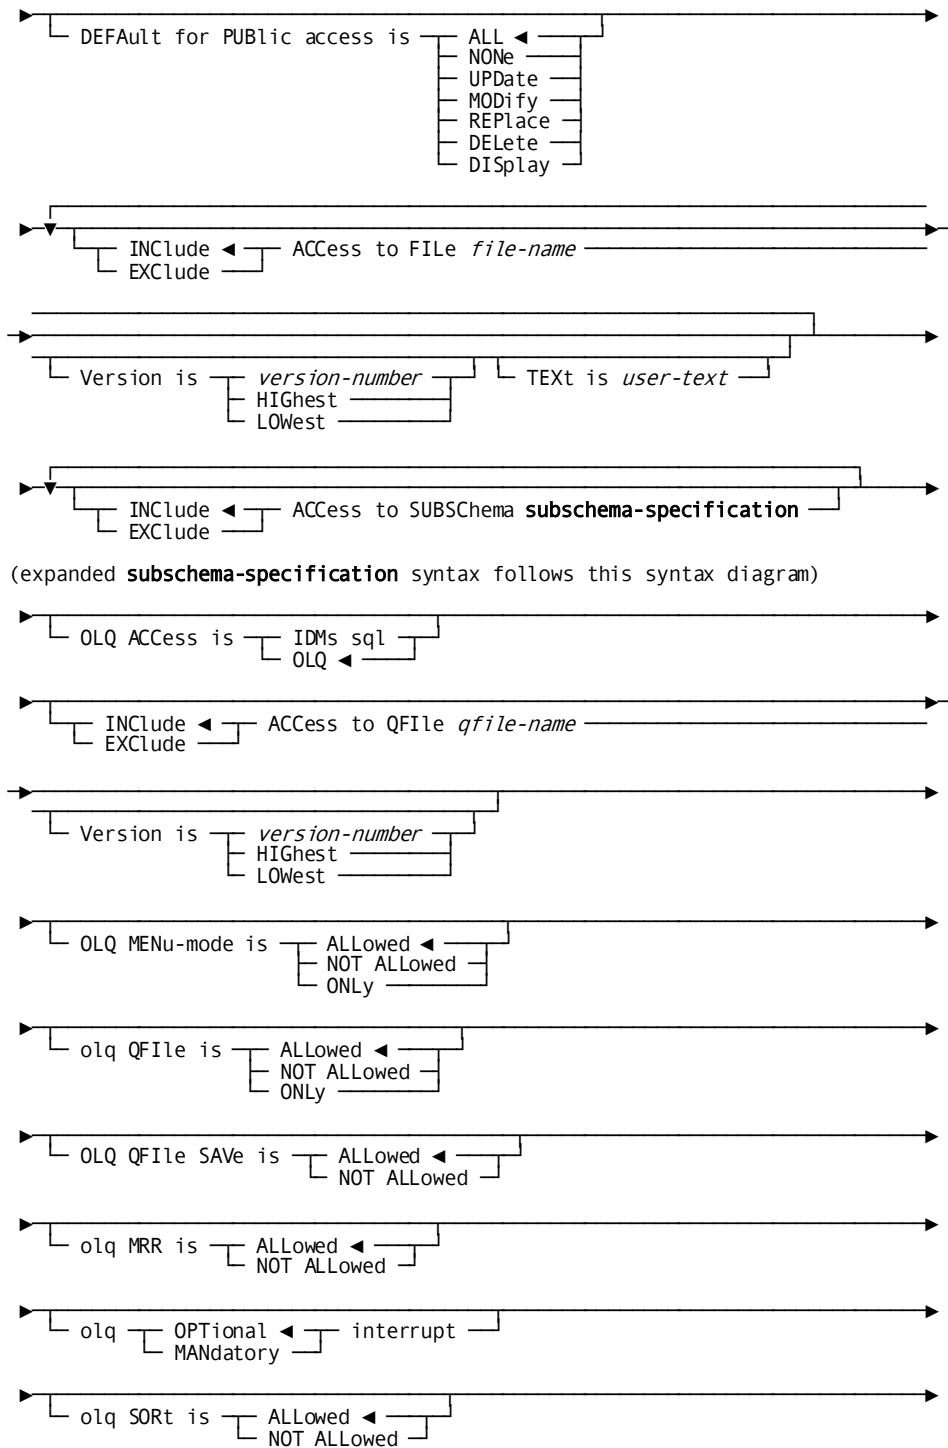 DEFAult for PUBlic access is ALL ◄
NONe
UPDate
MODify
REPlace
DELete
DISplay
INClude ◄ ACCess to FILe file-name
EXClude
Version is version-number TEXt is user-text
HIGhest
LOWest
INClude ◄ ACCess to SUBSChema subschema-specification
EXClude
(expanded subschema-specification syntax follows this syntax diagram)
OLQ ACCess is IDMs sql
OLQ ◄
INClude ◄ ACCess to QFIle qfile-name
EXClude
Version is version-number
HIGhest
LOWest
OLQ MENu-mode is ALLowed ◄
NOT ALLowed
ONLy
olq QFIle is ALLowed ◄
NOT ALLowed
ONLy
OLQ QFIle SAVe is ALLowed ◄
NOT ALLowed
olq MRR is ALLowed ◄
NOT ALLowed
olq OPTional ◄ interrupt
MANdatory
olq SORt is ALLowed ◄
NOT ALLowed